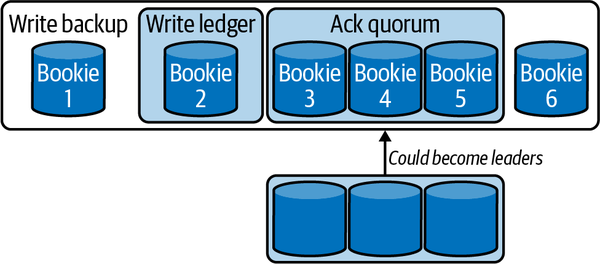 Write backup
Write ledger
Ack quorum
Bookie
1
Bookie
2
Bookie
3
Bookie
4
Bookie
5
Bookie
6
Could become leaders